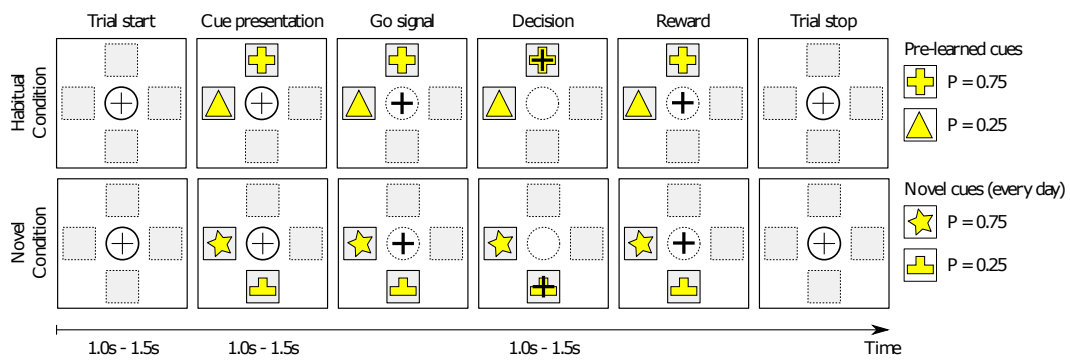 Trial start Cue presentation Go signal Decision Reward Trial stop
Habitual
Condition
Pre-learned cues
P = 0.75
P = 0.25
Novel
Condition
Novel cues (every day)
P = 0.75
P = 0.25
1.0s - 1.5s 1.0s - 1.5s 1.0s - 1.5s Time